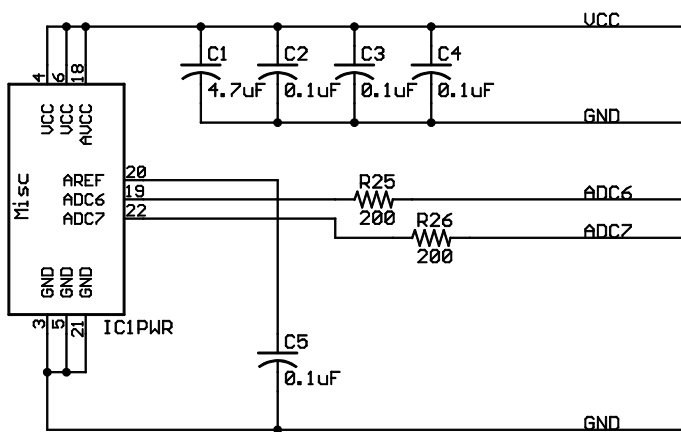 VCC
4
6
18
C1
C2
C3
C4
4.7uF
0.1uF
0.1uF
0.1uF
VCC
VCC
AVCC
GND
Misc
AREF
20
ADC6
19
R25
200
ADC6
ADC7
22
R26
200
ADC7
GND
GND
GND
3
5
21
IC1PWR
C5
0.1uF
GND